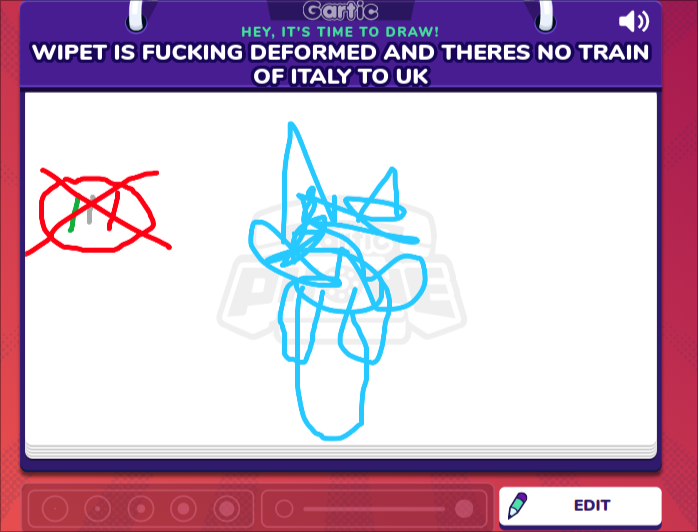 Gartic
HEY, IT'S TIME TO DRAW!
WIPET IS FUCKING DEFORMED AND THERES NO TRAIN
OF ITALY TO UK
EDIT